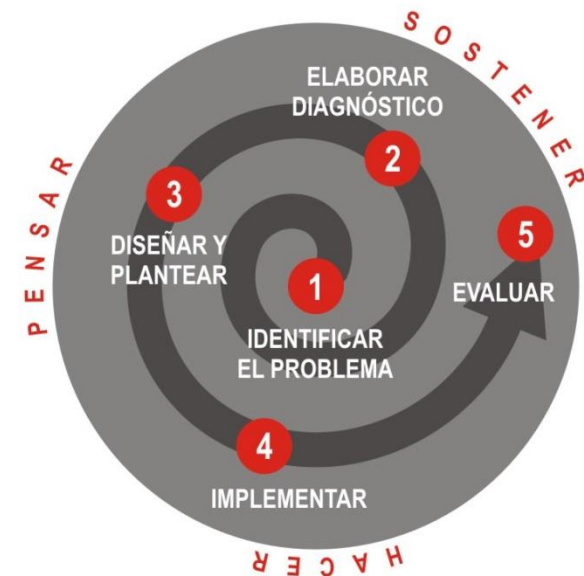 SOSTENER
ELABORAR
DIAGNÓSTICO
2
PENSAR
3
DISEÑAR Y
PLANTEAR
5
EVALUAR
1
IDENTIFICAR
EL PROBLEMA
4
IMPLEMENTAR
HACER